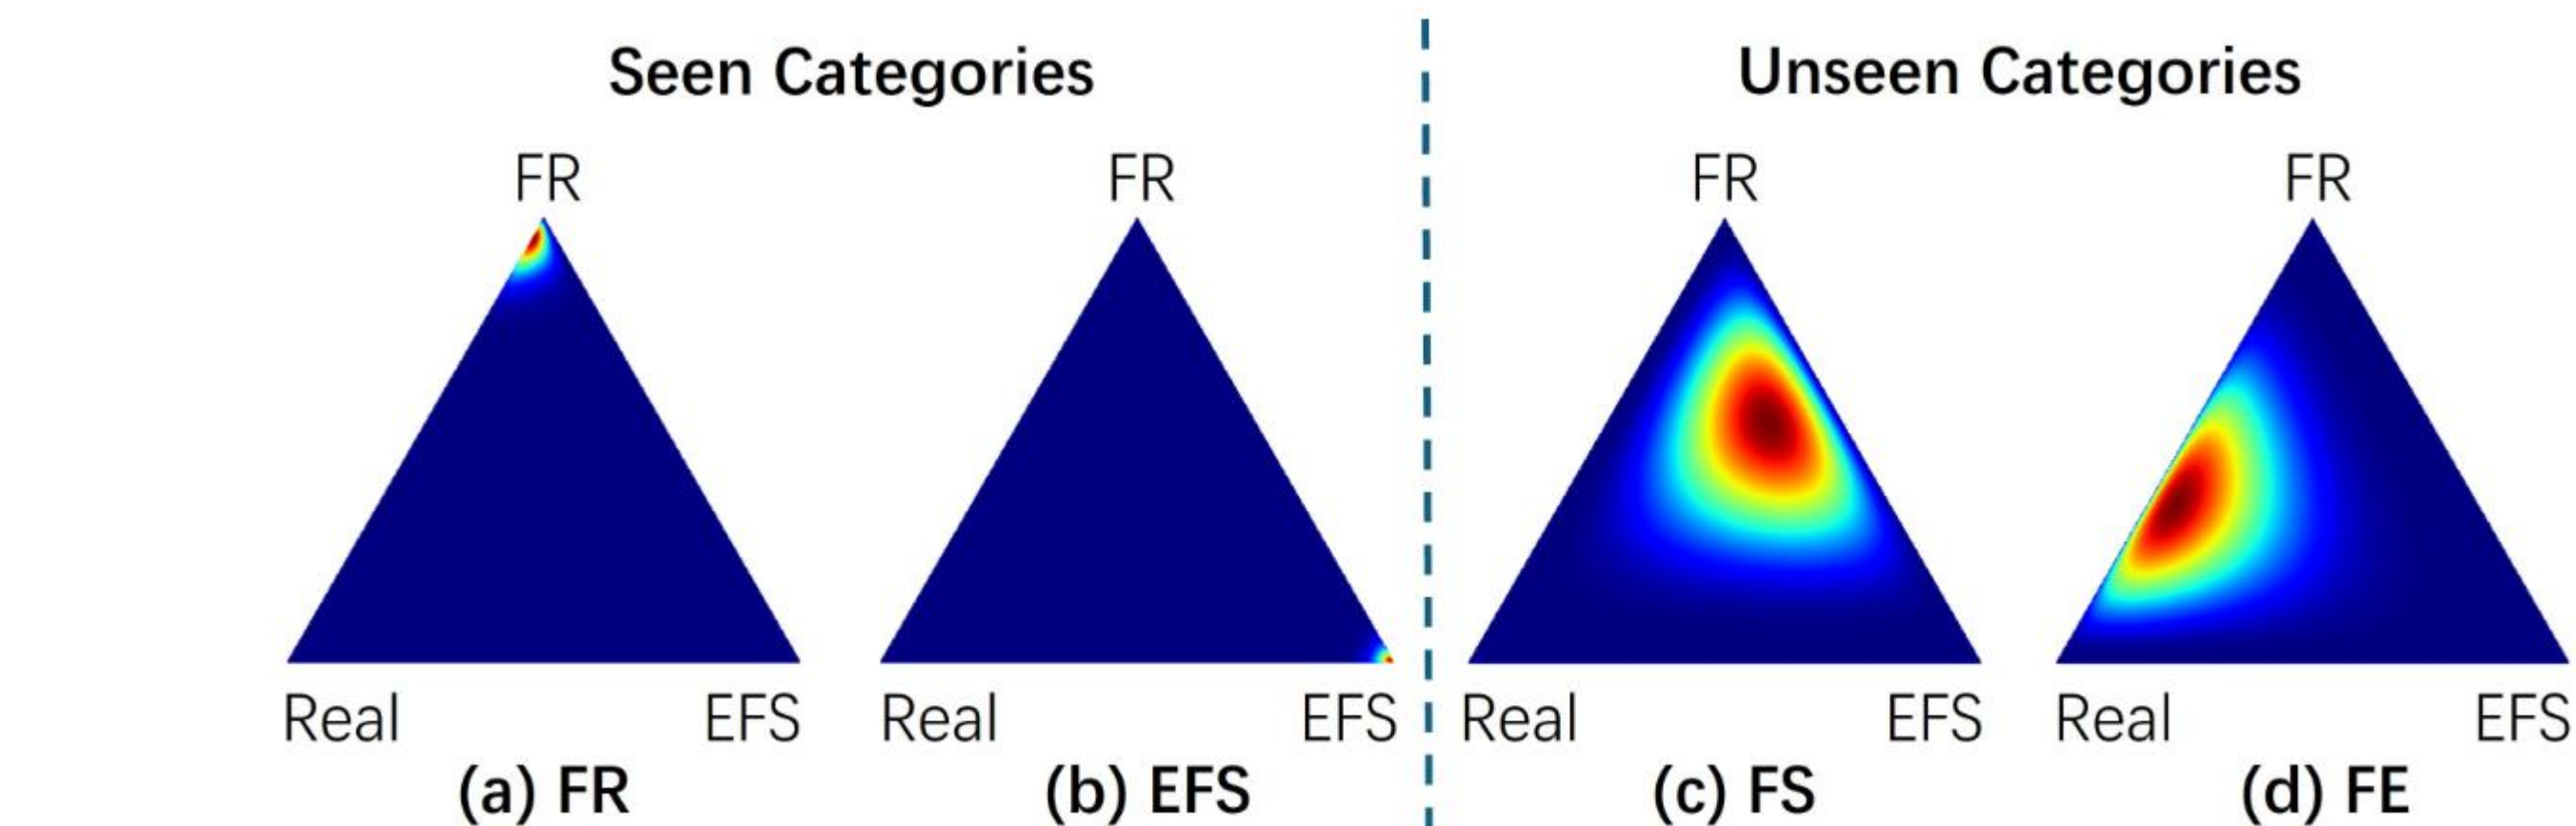 Seen Categories
Unseen Categories
FR
FR
FR
FR
Real
EFS
Real
EFS
Real
EFS
Real
EFS
(a) FR
(b) EFS
(c) FS
(d) FE